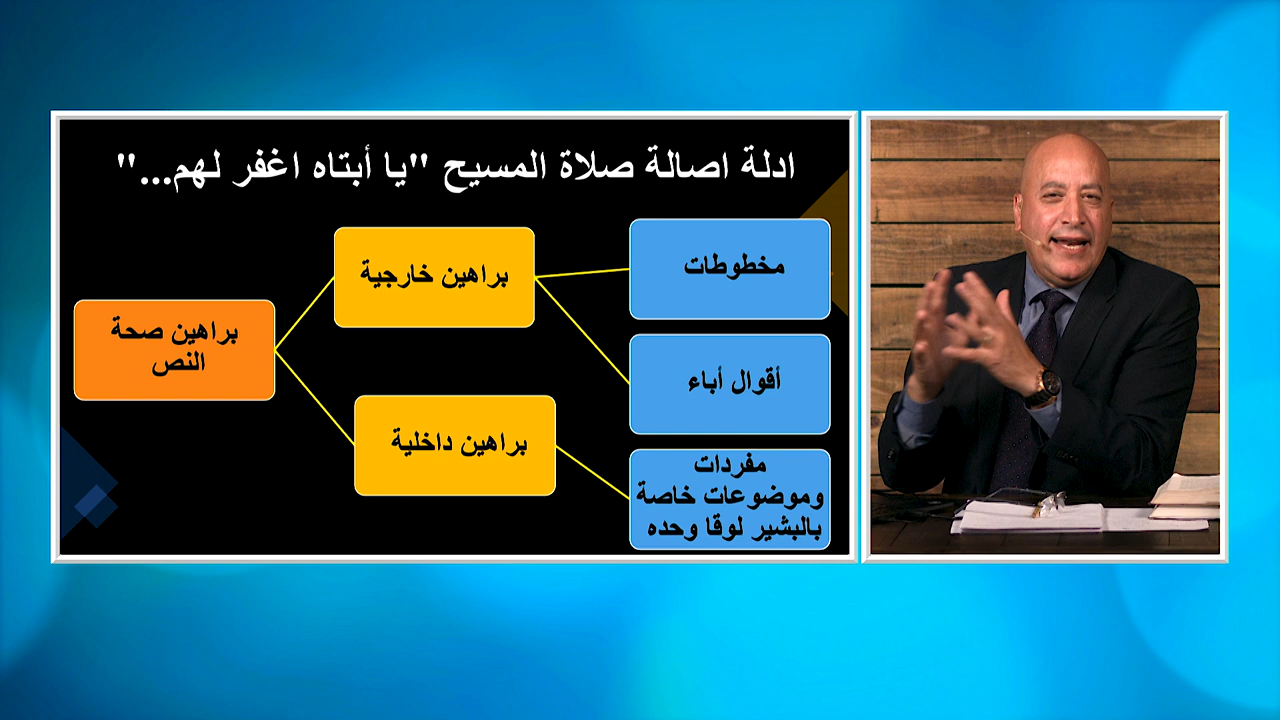 ادلة اصالة صلاة المسيح "يا أبتاه اغفر لهم..."
براهين صحة
النص
براهين خارجية
براهين داخلية
مخطوطات
أقوال أباء
مفردات
وموضوعات خاصة
بالبشير لوقا وحده